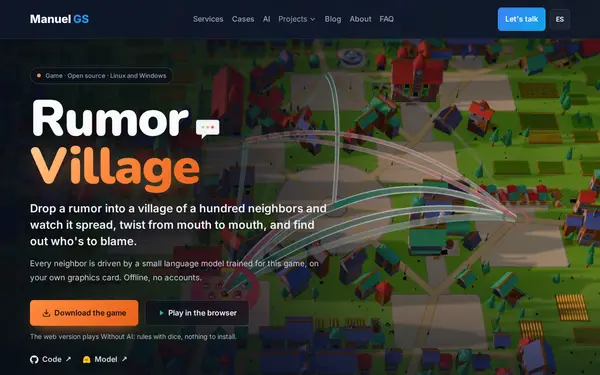 Manuel GS
Services Cases AI Projects Blog About FAQ
Let's talk
ES
Game · Open source · Linux and Windows
Rumor
Village
Drop a rumor into a village of a hundred neighbors and
watch it spread, twist from mouth to mouth, and find
out who's to blame.
Every neighbor is driven by a small language model trained for this game, on
your own graphics card. Offline, no accounts.
Download the game
Play in the browser
The web version plays Without AI: rules with dice, nothing to install.
Code ↗ Model ↗